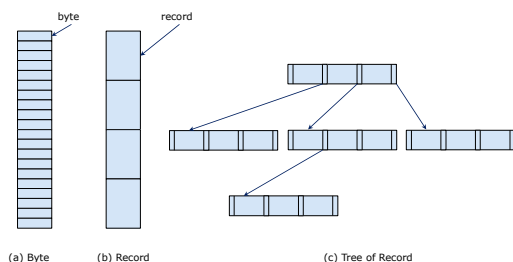 byte
record
(a) Byte
(b) Record
(c) Tree of Record